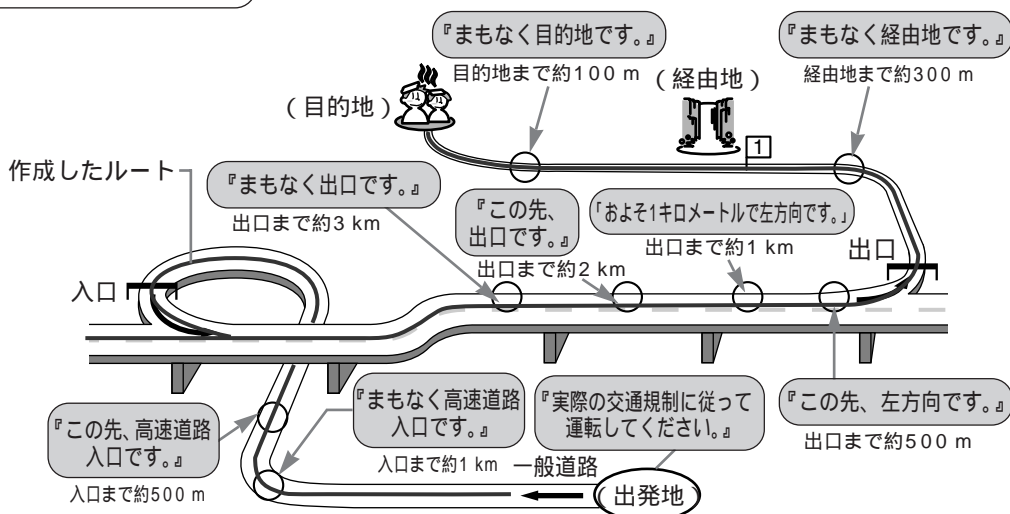 『まもなく目的地です。』
目的地まで約100 m
『まもなく経由地です。』
経由地まで約300 m
(目的地)
(経由地)
1
作成したルート
『まもなく出口です。』
出口まで約3 km
『この先、
出口です。』
出口まで約2 km
「およそ1キロメートルで左方向です。」
出口まで約1 km
出口
入口
『この先、高速道路
入口です。』
入口まで約500 m
『まもなく高速道路
入口です。』
入口まで約1 km
『実際の交通規制に従って
運転してください。』
一般道路
(出発地)
『この先、左方向です。』
出口まで約500 m